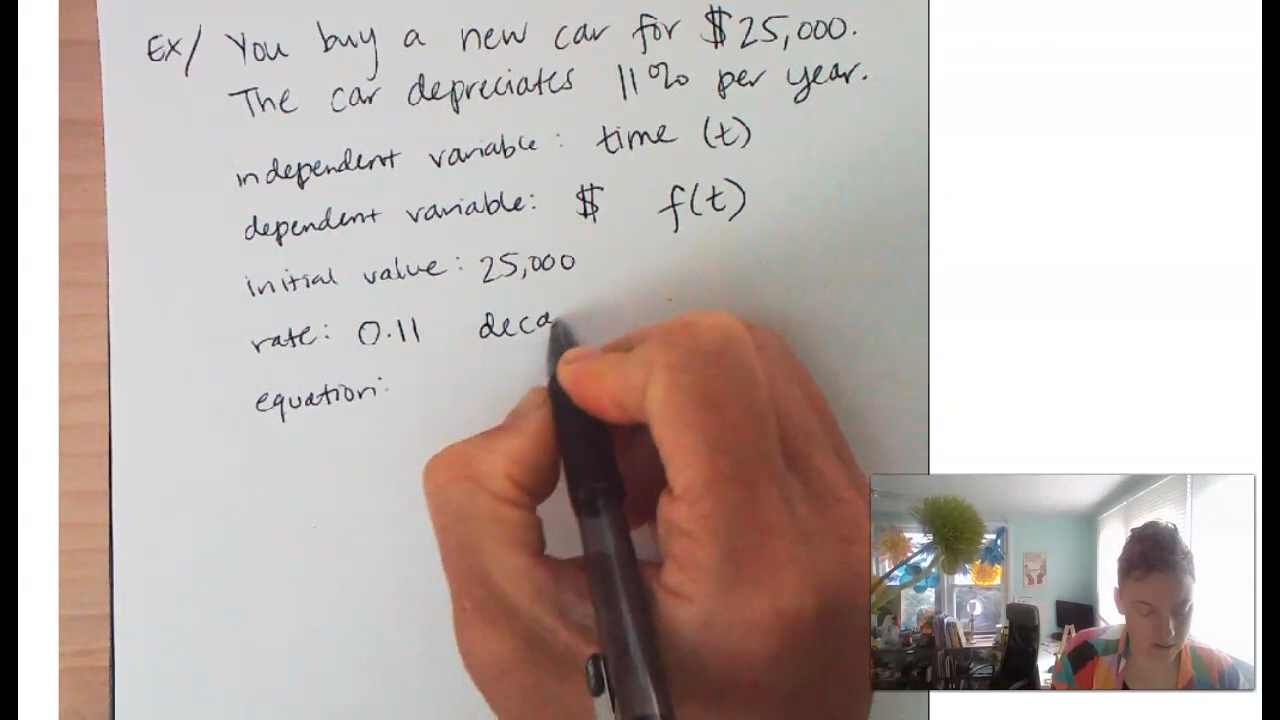 EX/ You buy a new car for $25,000.
The car depreciates 11% per year.
independent variable: time (t)
dependent variable: $ f(t)
initial value: 25,000
rate: 0.11 deca
equation: